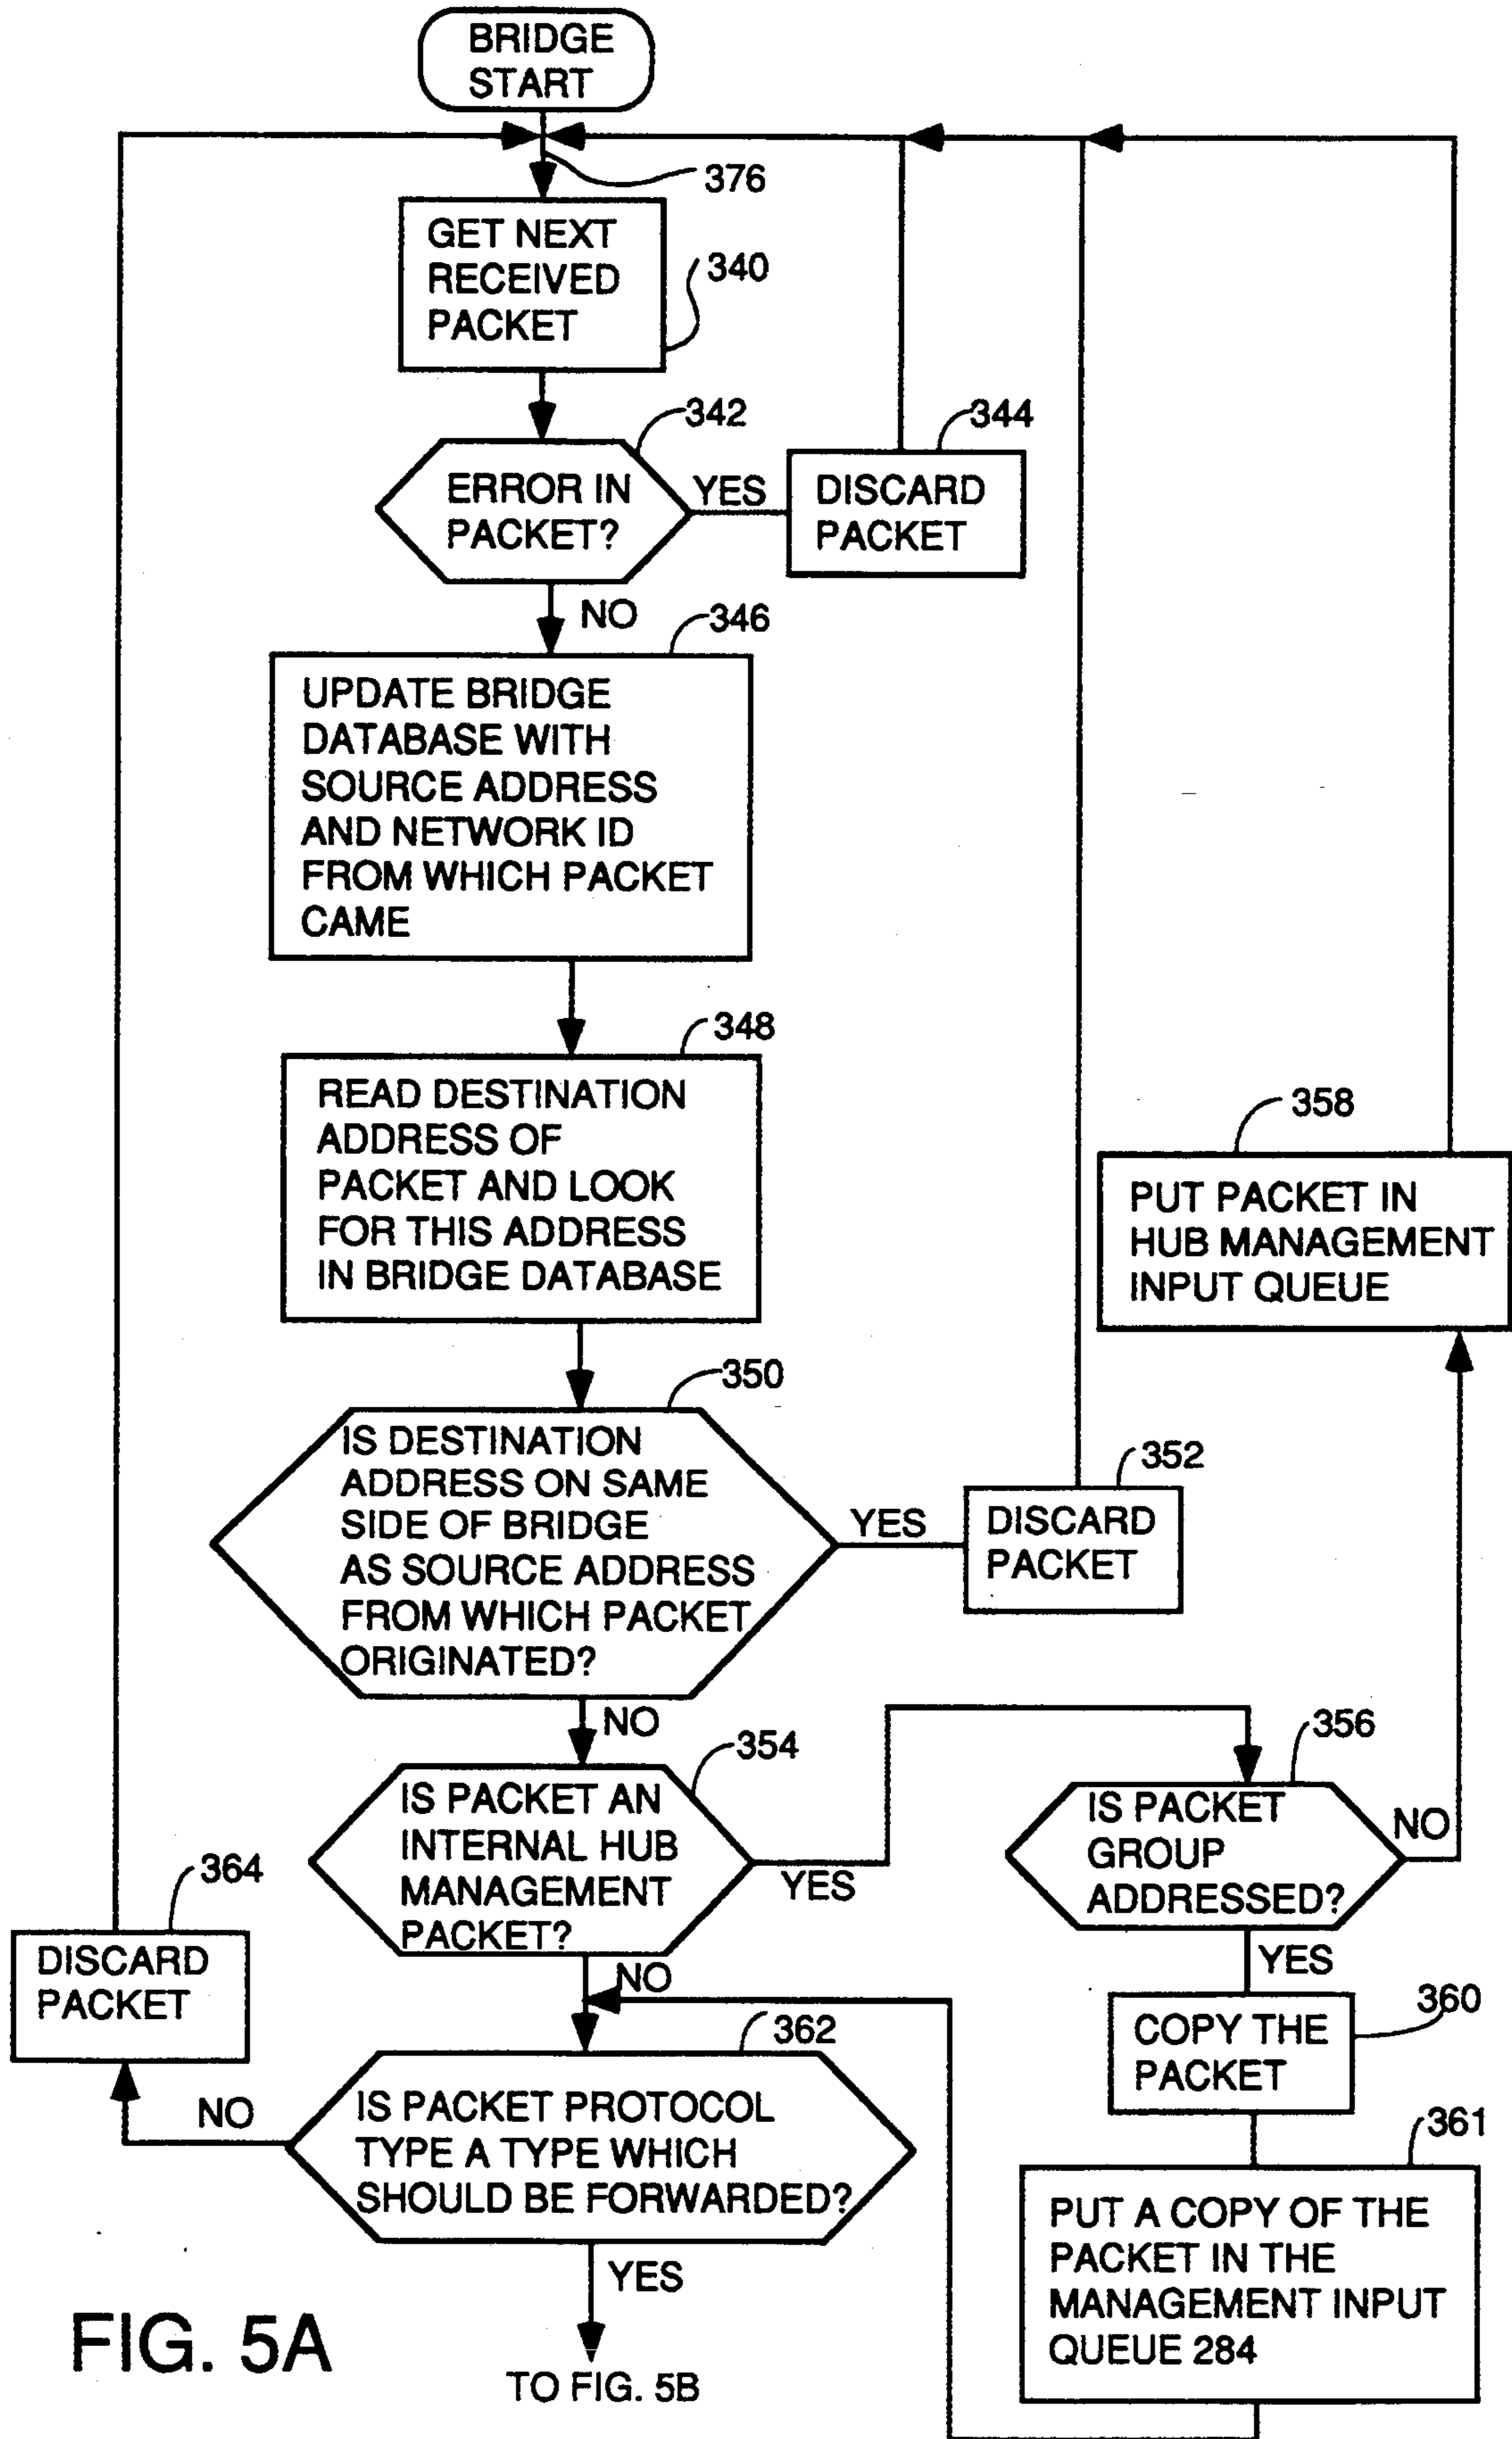 BRIDGE
START
376
GET NEXT
RECEIVED
PACKET
340
342
ERROR IN
PACKET?
YES
344
DISCARD
PACKET
NO
346
UPDATE BRIDGE
DATABASE WITH
SOURCE ADDRESS
AND NETWORK ID
FROM WHICH PACKET
CAME
348
READ DESTINATION
ADDRESS OF
PACKET AND LOOK
FOR THIS ADDRESS
IN BRIDGE DATABASE
358
PUT PACKET IN
HUB MANAGEMENT
INPUT QUEUE
350
IS DESTINATION
ADDRESS ON SAME
SIDE OF BRIDGE
AS SOURCE ADDRESS
FROM WHICH PACKET
ORIGINATED?
YES
352
DISCARD
PACKET
NO
354
IS PACKET AN
INTERNAL HUB
MANAGEMENT
PACKET?
YES
356
IS PACKET
GROUP
ADDRESSED?
NO
YES
364
DISCARD
PACKET
NO
360
COPY THE
PACKET
362
IS PACKET PROTOCOL
TYPE A TYPE WHICH
SHOULD BE FORWARDED?
NO
361
PUT A COPY OF THE
PACKET IN THE
MANAGEMENT INPUT
QUEUE 284
YES
TO FIG. 5B
FIG. 5A